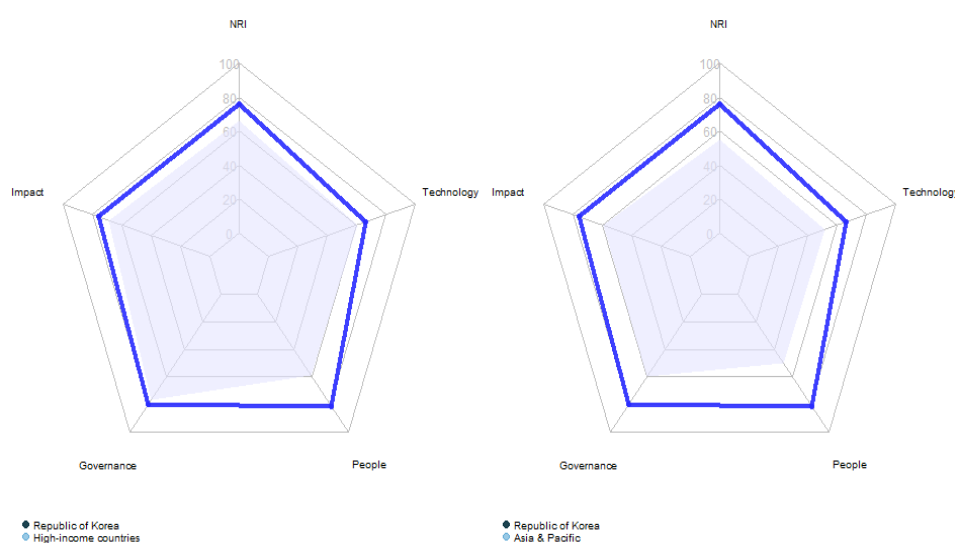 NRI
100
80
60
40
20
0
Impact
Technology
Governance
People
Republic of Korea
High-income countries
NRI
100
80
60
40
20
0
Impact
Technology
Governance
People
Republic of Korea
Asia & Pacific